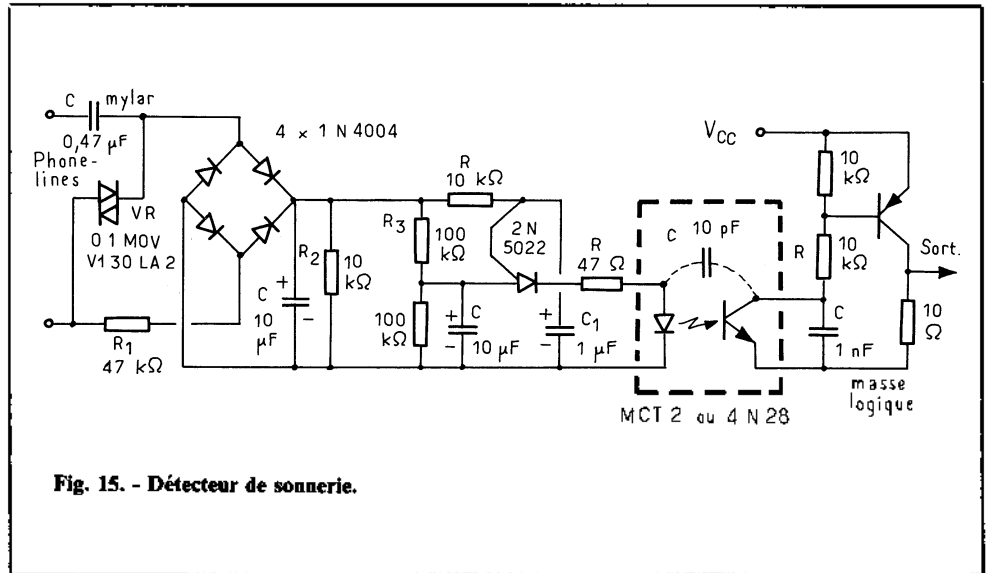 C mylar
0,47 µF
Phone-
lines
VR
0 1 MOV
V1 30 LA 2
R1
47 kΩ
4 × 1 N 4004
C
+
10
µF
-
R2
10
kΩ
R3
100
kΩ
100
kΩ
R
10 kΩ
+
C
-
10 µF
2 N
5022
R
47 Ω
+
C1
-
1 µF
C 10 pF
MCT 2 ou 4 N 28
VCC
10
kΩ
R
10
kΩ
C
1 nF
Sort.
10
Ω
masse
logique
Fig. 15. - Détecteur de sonnerie.